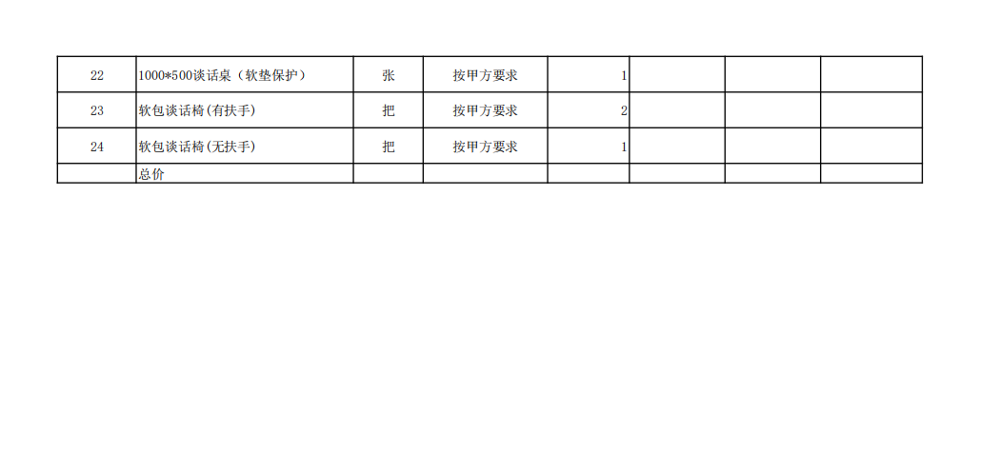 22 1000*500谈话桌（软垫保护） 张 按甲方要求 1
23 软包谈话椅(有扶手) 把 按甲方要求 2
24 软包谈话椅(无扶手) 把 按甲方要求 1
总价